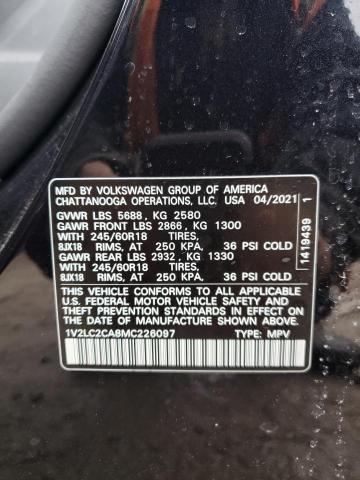 MFD BY VOLKSWAGEN GROUP OF AMERICA
CHATTANOOGA OPERATIONS, LLC. USA 04/2021
GVWR LBS 5688, KG 2580
GAWR FRONT LBS 2866, KG 1300
WITH 245/60R18 TIRES,
8JX18 RIMS, AT 250 KPA, 36 PSI COLD
GAWR REAR LBS 2932, KG 1330
WITH 245/60R18 TIRES,
8JX18 RIMS, AT 250 KPA, 36 PSI COLD
THIS VEHICLE CONFORMS TO ALL APPLICABLE
U.S. FEDERAL MOTOR VEHICLE SAFETY, BUMPER, AND
THEFT PREVENTION STANDARDS IN EFFECT ON THE
DATE OF MANUFACTURE SHOWN ABOVE.
1V2LC2CA8MC226097 TYPE: MPV
1419439 1